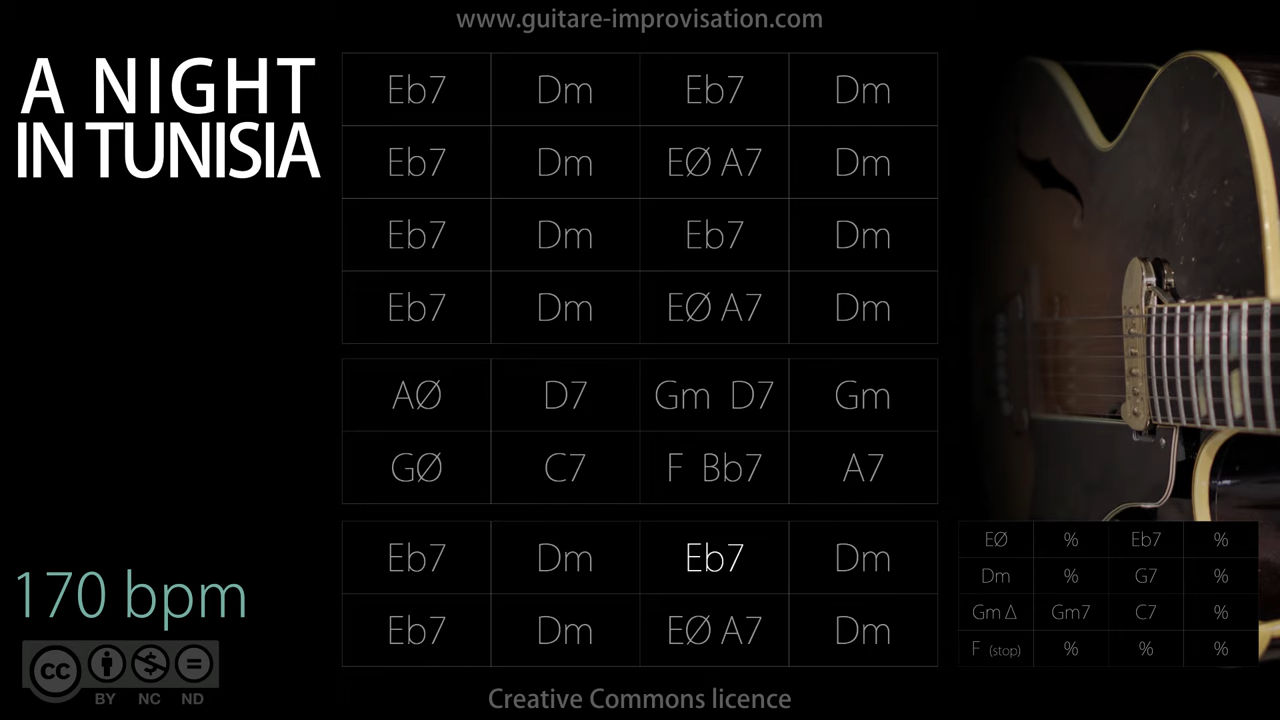 www.guitare-improvisation.com
A NIGHT
IN TUNISIA
Eb7 Dm Eb7 Dm
Eb7 Dm EØ A7 Dm
Eb7 Dm Eb7 Dm
Eb7 Dm EØ A7 Dm
AØ D7 Gm D7 Gm
GØ C7 F Bb7 A7
Eb7 Dm Eb7 Dm
Eb7 Dm EØ A7 Dm
EØ % Eb7 %
Dm % G7 %
Gm Δ Gm7 C7 %
F (stop) % % %
170 bpm
cc
BY NC ND
Creative Commons licence